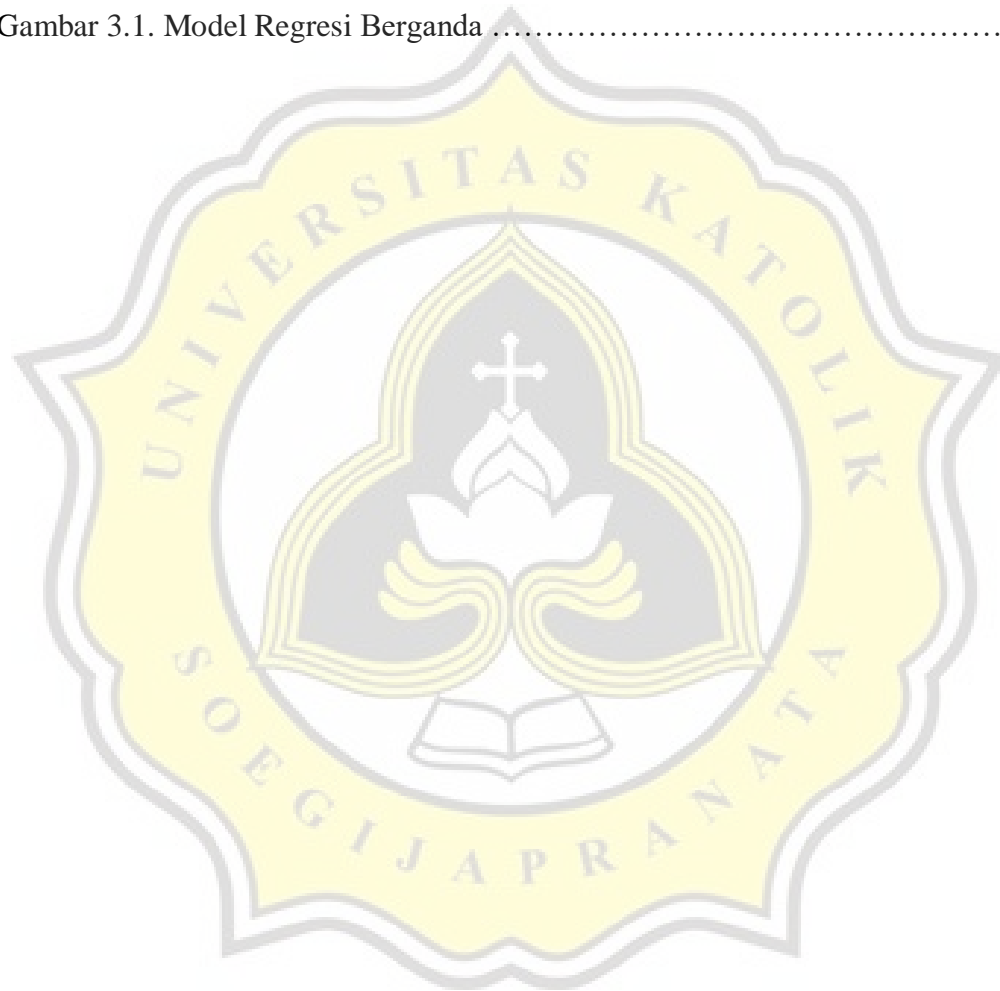 Gambar 3.1. Model Regresi Berganda ………………………………………….
UNIVERSITAS KATOLIK
SOEGIJAPRANATA